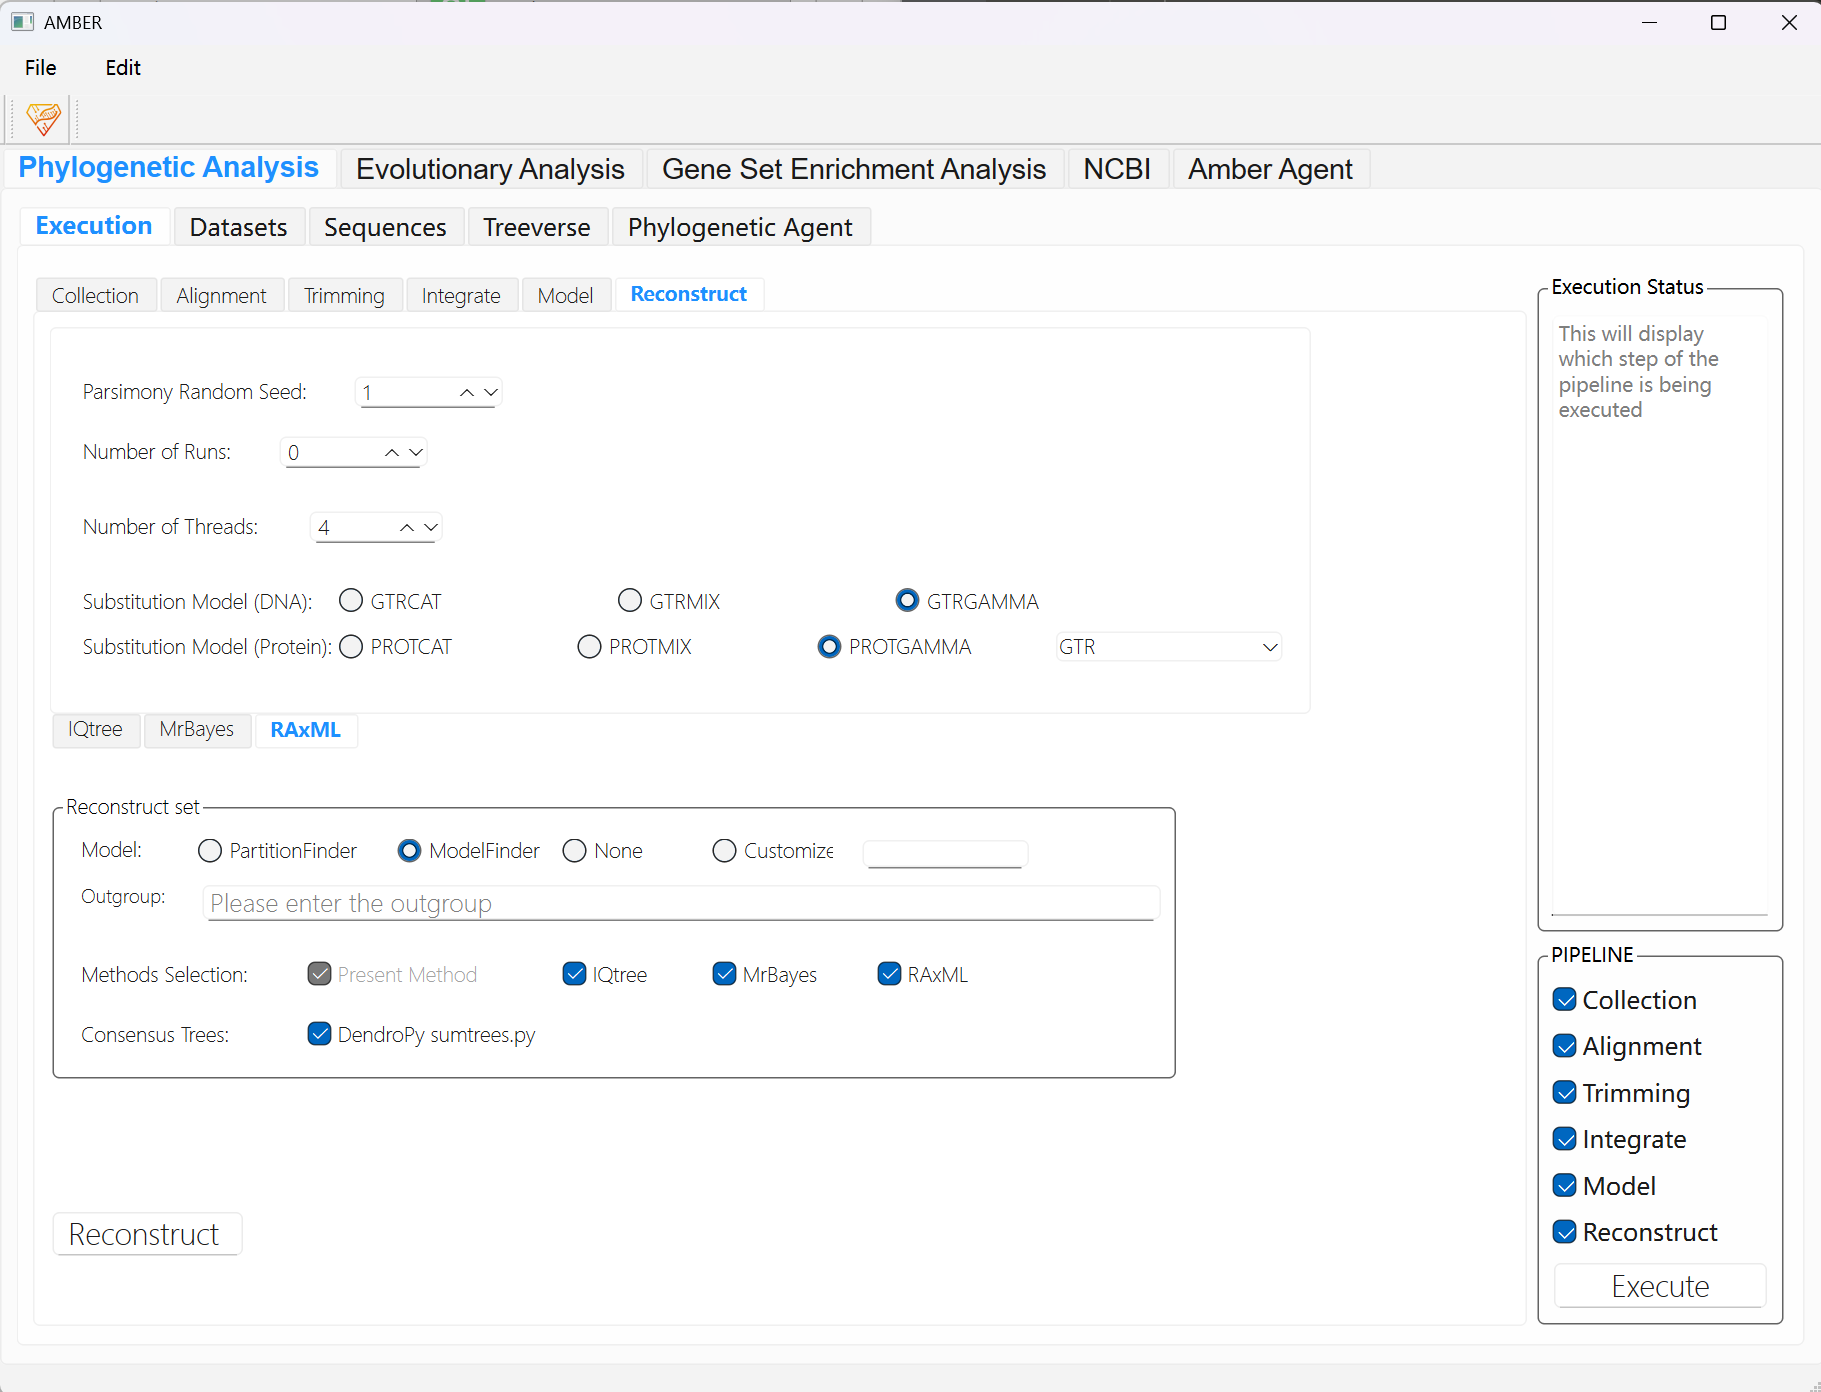 AMBER
File Edit
Phylogenetic Analysis Evolutionary Analysis Gene Set Enrichment Analysis NCBI Amber Agent
Execution Datasets Sequences Treeverse Phylogenetic Agent
Collection Alignment Trimming Integrate Model Reconstruct
Parsimony Random Seed: 1
Number of Runs: 0
Number of Threads: 4
Substitution Model (DNA): GTRCAT GTRMIX GTRGAMMA
Substitution Model (Protein): PROTCAT PROTMIX PROTGAMMA GTR
IQtree MrBayes RAxML
Reconstruct set
Model: PartitionFinder ModelFinder None Customize
Outgroup: Please enter the outgroup
Methods Selection: Present Method IQtree MrBayes RAxML
Consensus Trees: DendroPy sumtrees.py
Reconstruct
Execution Status
This will display
which step of the
pipeline is being
executed
PIPELINE
Collection
Alignment
Trimming
Integrate
Model
Reconstruct
Execute